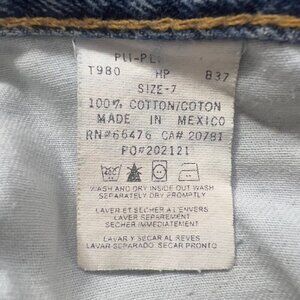 T980 HP 837
SIZE-7
100% COTTON/COTON
MADE IN MEXICO
RN#66476 CA# 20781
PO#202121
WASH AND DRY INSIDE OUT WASH
SEPARATELY DRY PROMPTLY
LAVER ET SECHER A L'ENVERS
LAVER SEPAREMENT
SECHER IMMEDIATEMENT
LAVAR Y SECAR AL REVES
LAVAR SEPARADO SECAR PRONTO